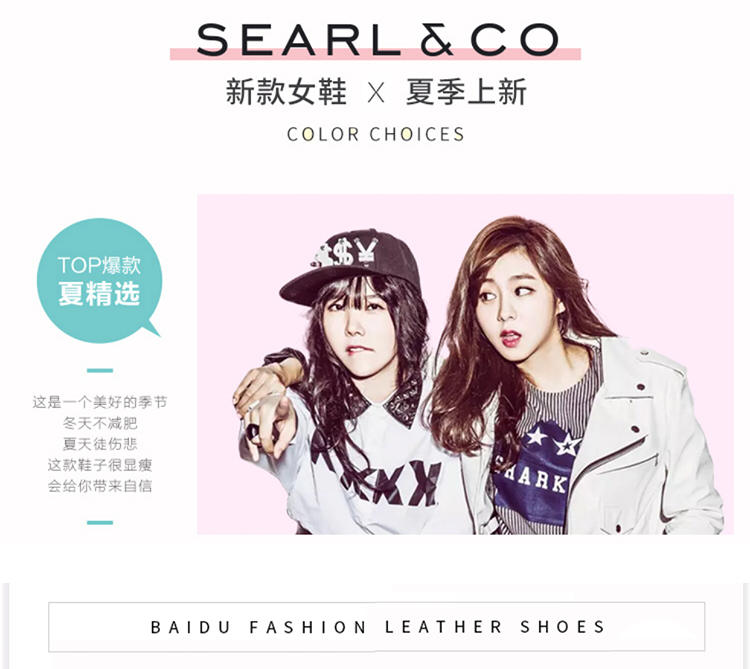 SEARL & CO
新款女鞋 X 夏季上新
COLOR CHOICES
TOP爆款
夏精选
这是一个美好的季节
冬天不减肥
夏天徒伤悲
这款鞋子很显瘦
会给你带来自信
$¥
HARK
BAIDU FASHION LEATHER SHOES